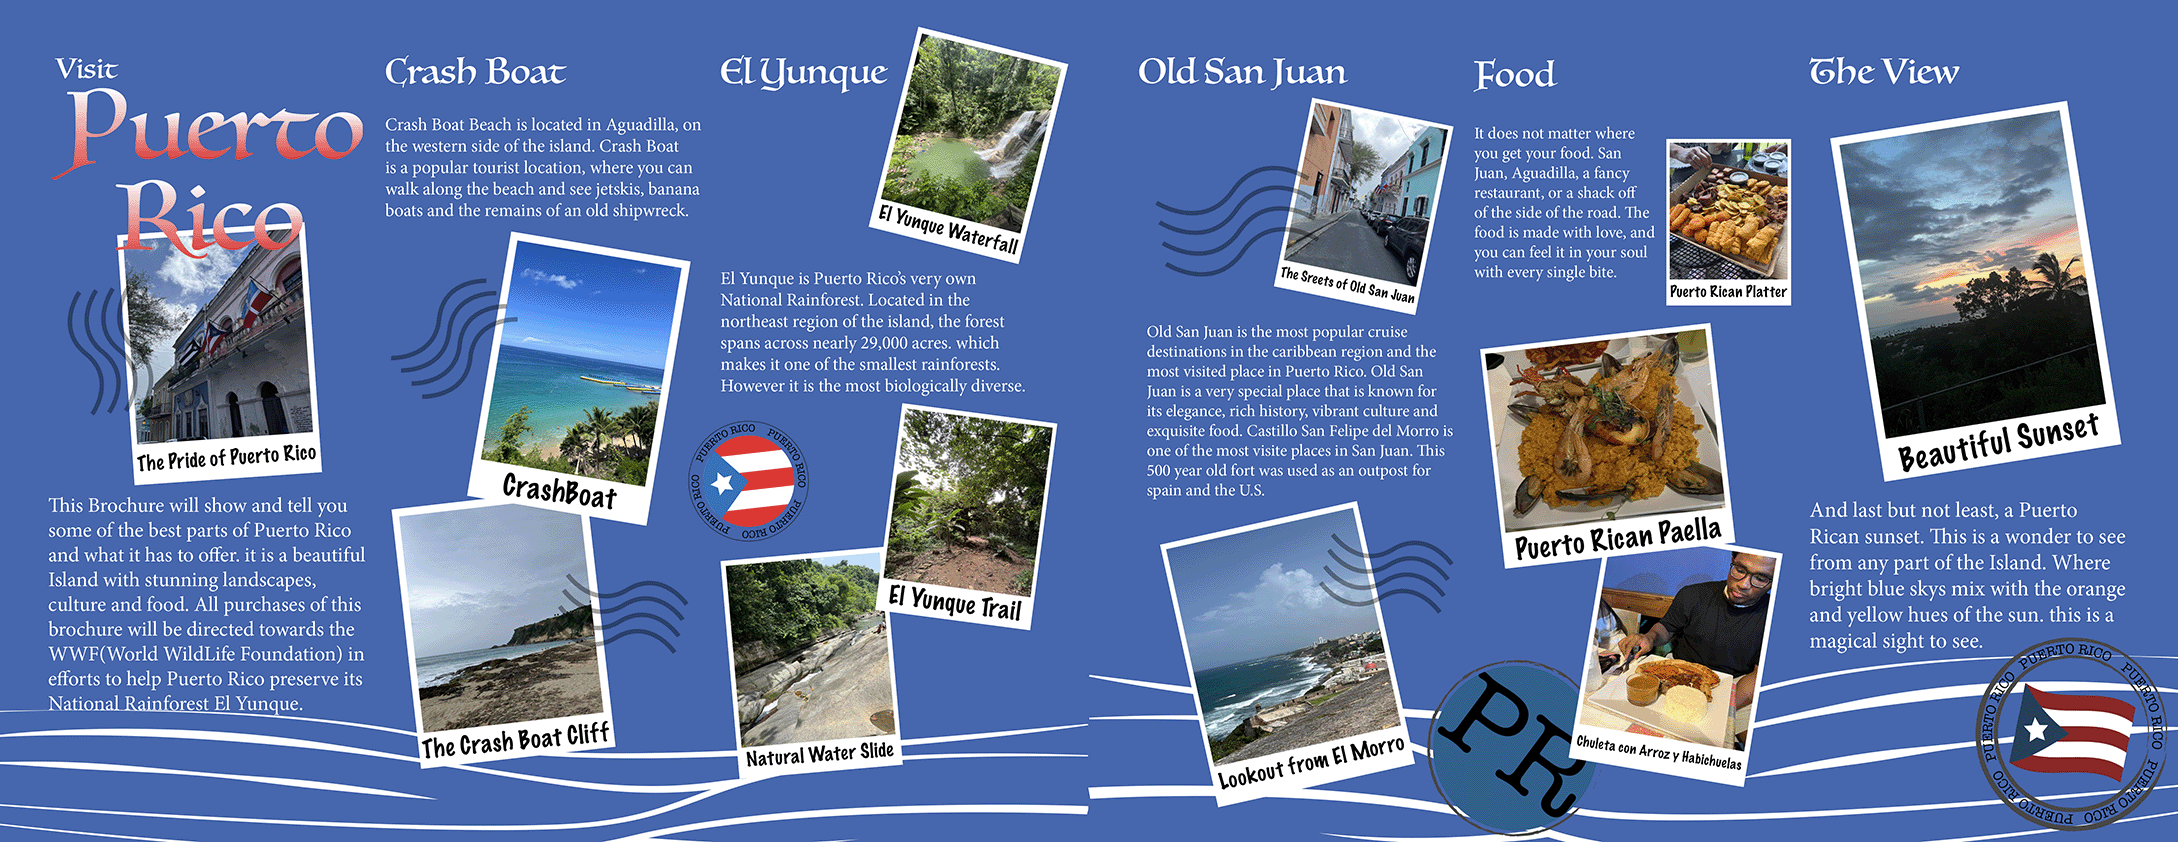 Visit
Puerto
Rico
The Pride of Puerto Rico
This Brochure will show and tell you
some of the best parts of Puerto Rico
and what it has to offer. it is a beautiful
Island with stunning landscapes,
culture and food. All purchases of this
brochure will be directed towards the
WWF(World WildLife Foundation) in
efforts to help Puerto Rico preserve its
National Rainforest El Yunque.
Crash Boat
Crash Boat Beach is located in Aguadilla, on
the western side of the island. Crash Boat
is a popular tourist location, where you can
walk along the beach and see jetskis, banana
boats and the remains of an old shipwreck.
CrashBoat
The Crash Boat Cliff
El Yunque
El Yunque Waterfall
El Yunque is Puerto Rico's very own
National Rainforest. Located in the
northeast region of the island, the forest
spans across nearly 29,000 acres. which
makes it one of the smallest rainforests.
However it is the most biologically diverse.
PUERTO RICO PUERTO RICO PUERTO RICO PUERTO RICO
El Yunque Trail
Natural Water Slide
Old San Juan
The Sreets of Old San Juan
Old San Juan is the most popular cruise
destinations in the caribbean region and the
most visited place in Puerto Rico. Old San
Juan is a very special place that is known for
its elegance, rich history, vibrant culture and
exquisite food. Castillo San Felipe del Morro is
one of the most visite places in San Juan. This
500 year old fort was used as an outpost for
spain and the U.S.
Lookout from El Morro
Food
It does not matter where
you get your food. San
Juan, Aguadilla, a fancy
restaurant, or a shack off
of the side of the road. The
food is made with love, and
you can feel it in your soul
with every single bite.
Puerto Rican Platter
Puerto Rican Paella
PR
Chuleta con Arroz y Habichuelas
The View
Beautiful Sunset
And last but not least, a Puerto
Rican sunset. This is a wonder to see
from any part of the Island. Where
bright blue skys mix with the orange
and yellow hues of the sun. this is a
magical sight to see.
PUERTO RICO PUERTO RICO PUERTO RICO PUERTO RICO PUERTO RICO